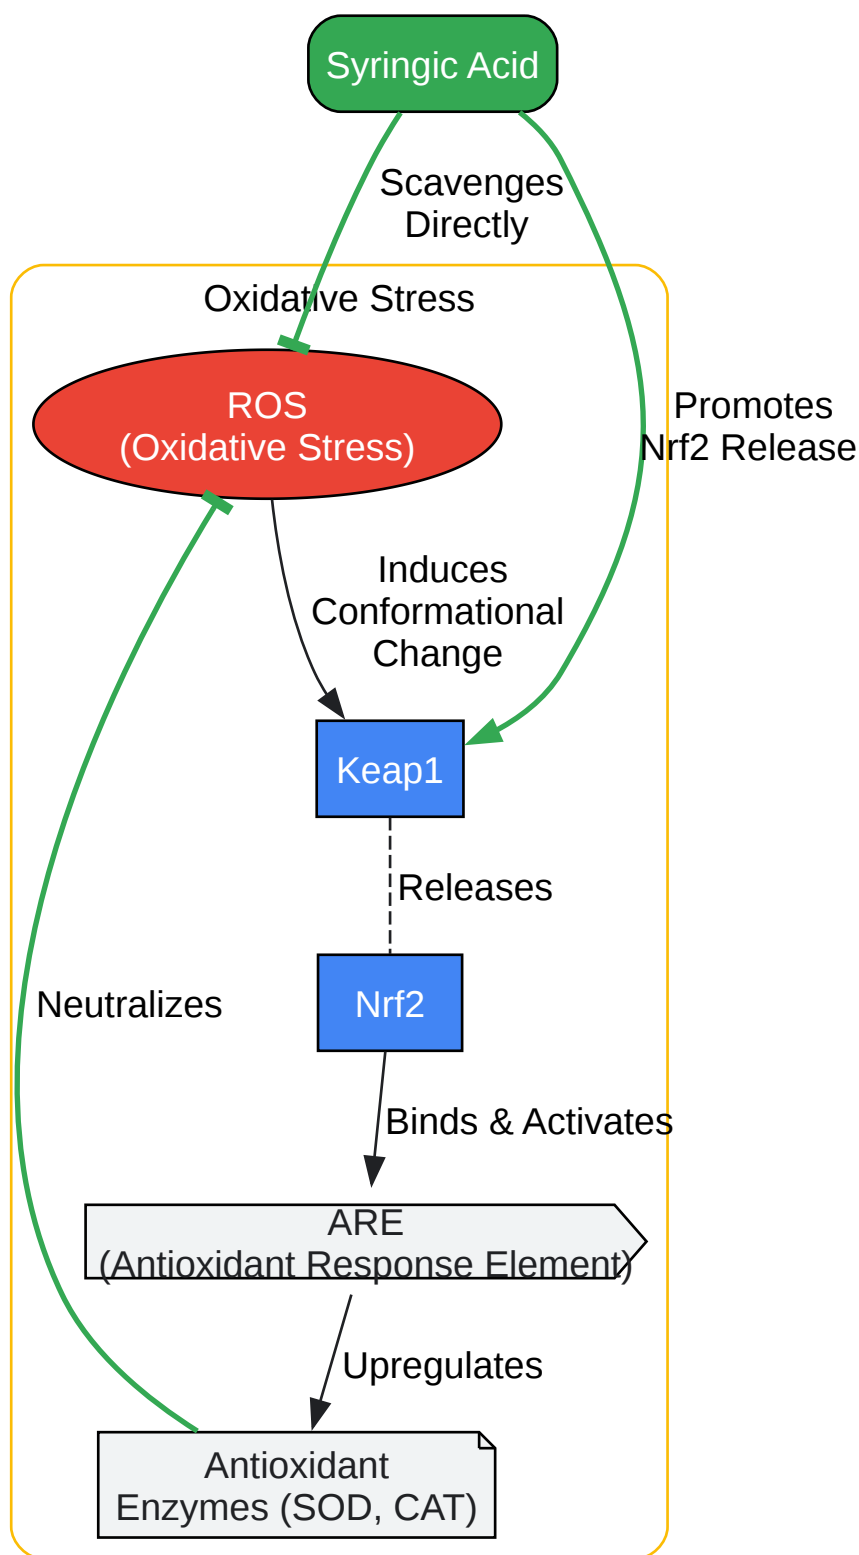 Syringic Acid
Scavenges
Directly
Oxidative Stress
ROS
(Oxidative Stress)
Promotes
Nrf2 Release
Induces
Conformational
Change
Keap1
Releases
Nrf2
Neutralizes
Binds & Activates
ARE
(Antioxidant Response Element)
Upregulates
Antioxidant
Enzymes (SOD, CAT)